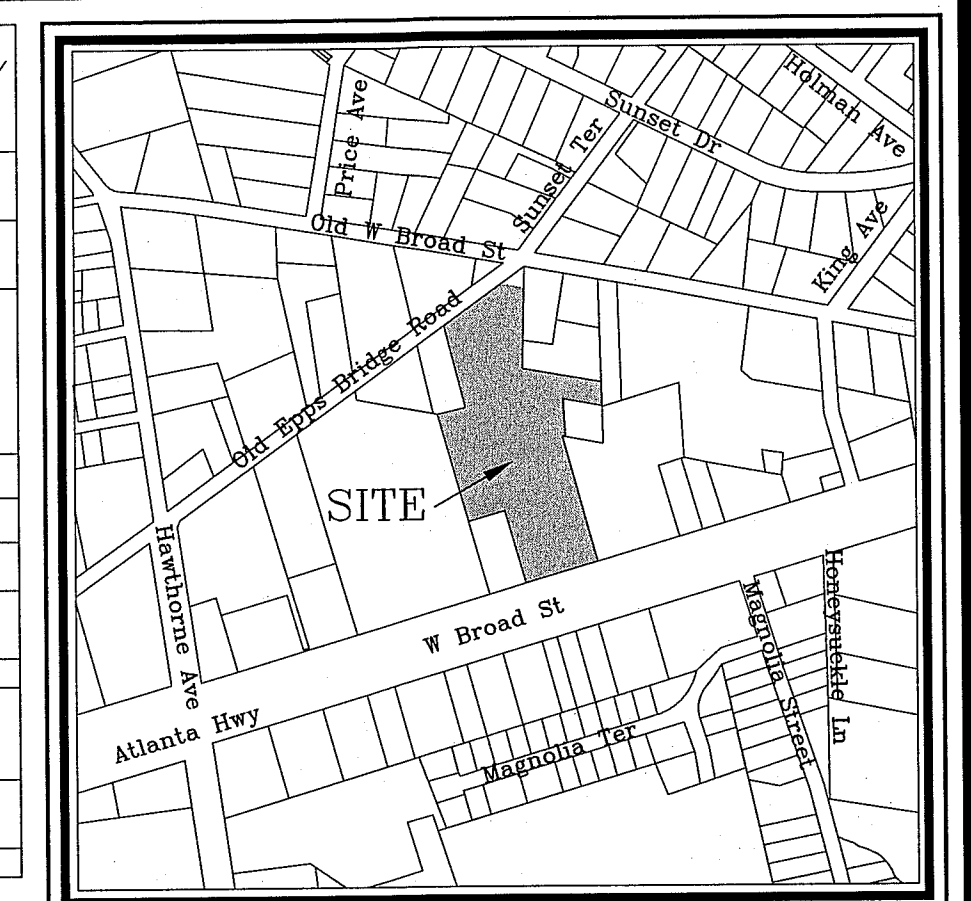 Holman Ave
Sunset Dr
Price Ave
Sunset Ter
King Ave
Old W Broad St
Old Epps Bridge Road
SITE
Hawthorne Ave
W Broad St
Honeysuckle Ln
Magnolia Street
Atlanta Hwy
Magnolia Ter